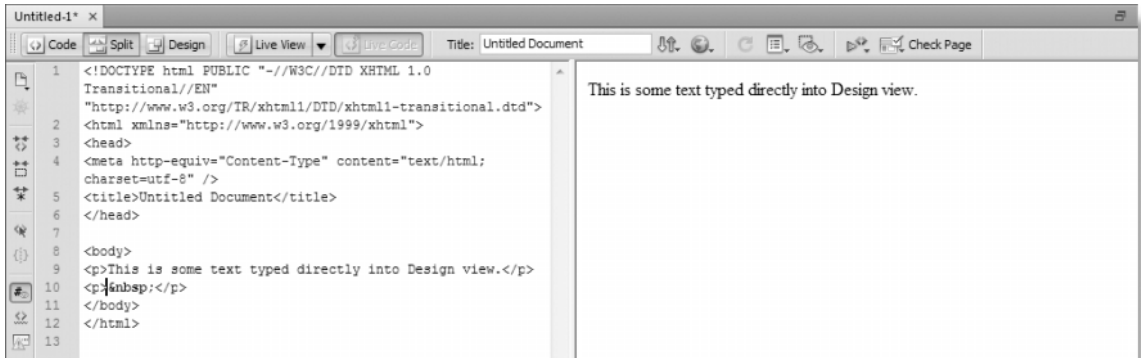 Untitled-1* ×
Code Split Design Live View Live Code Title: Untitled Document Check Page
1 <!DOCTYPE html PUBLIC "-//W3C//DTD XHTML 1.0
Transitional//EN"
"http://www.w3.org/TR/xhtml1/DTD/xhtml1-transitional.dtd">
2 <html xmlns="http://www.w3.org/1999/xhtml">
3 <head>
4 <meta http-equiv="Content-Type" content="text/html;
charset=utf-8" />
5 <title>Untitled Document</title>
6 </head>
7
8 <body>
9 <p>This is some text typed directly into Design view.</p>
10 <p>&nbsp;</p>
11 </body>
12 </html>
13
This is some text typed directly into Design view.